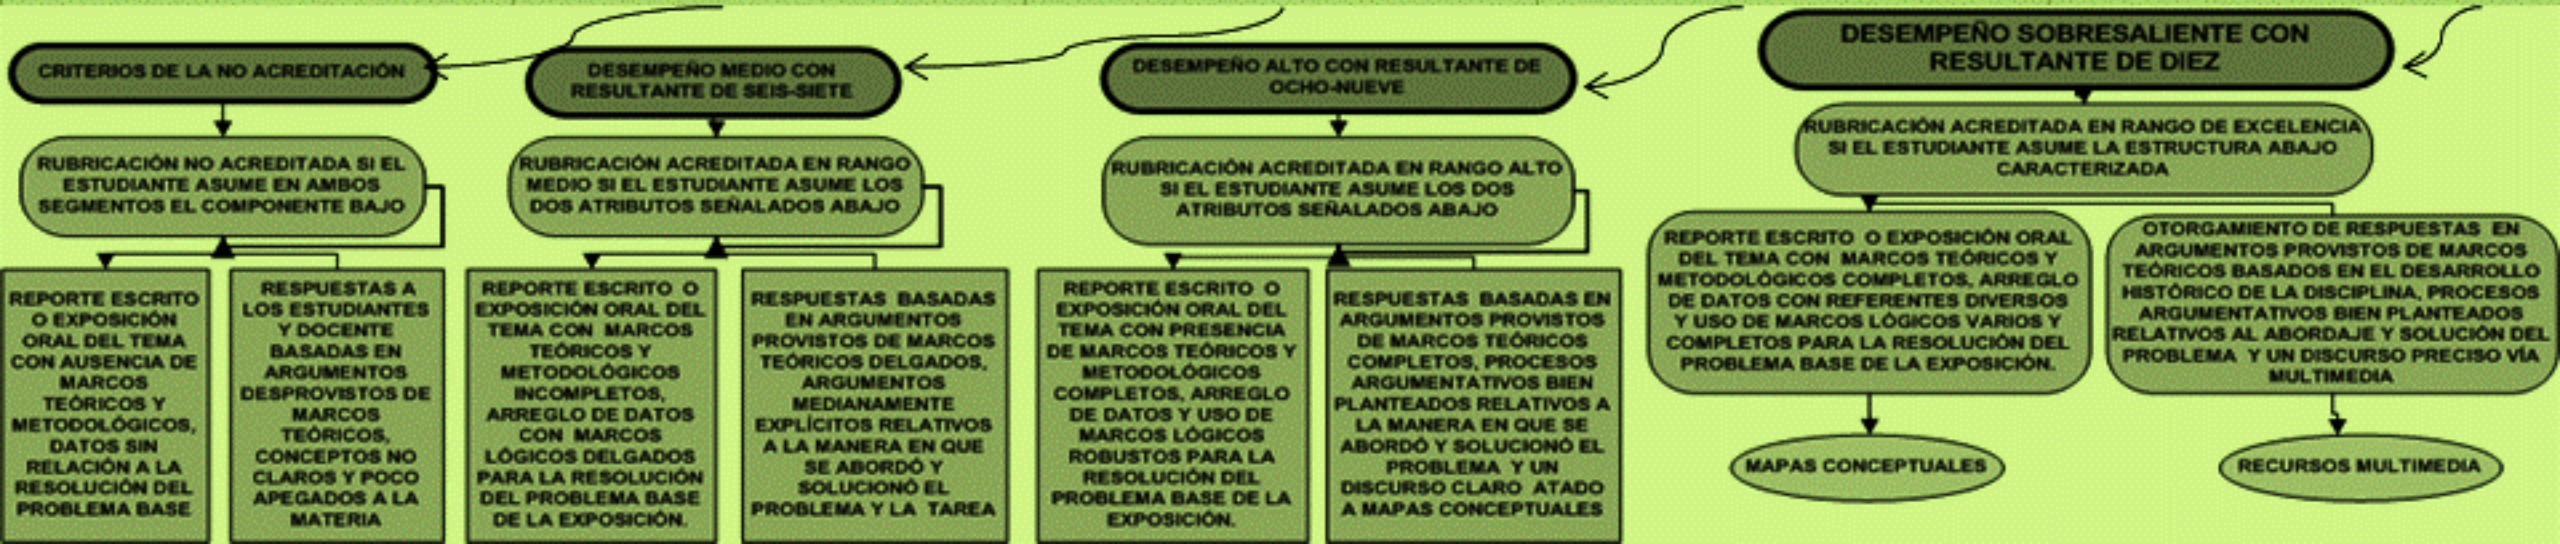 CRITERIOS DE LA NO ACREDITACIÓN
RUBRICACIÓN NO ACREDITADA SI EL
ESTUDIANTE ASUME EN AMBOS
SEGMENTOS EL COMPONENTE BAJO
REPORTE ESCRITO
O EXPOSICIÓN
ORAL DEL TEMA
CON AUSENCIA DE
MARCOS
TEÓRICOS Y
METODOLÓGICOS,
DATOS SIN
RELACIÓN A LA
RESOLUCIÓN DEL
PROBLEMA BASE
RESPUESTAS A
LOS ESTUDIANTES
Y DOCENTE
BASADAS EN
ARGUMENTOS
DESPROVISTOS DE
MARCOS
TEÓRICOS,
CONCEPTOS NO
CLAROS Y POCO
APEGADOS A LA
MATERIA
DESEMPEÑO MEDIO CON
RESULTANTE DE SEIS-SIETE
RUBRICACIÓN ACREDITADA EN RANGO
MEDIO SI EL ESTUDIANTE ASUME LOS
DOS ATRIBUTOS SEÑALADOS ABAJO
REPORTE ESCRITO O
EXPOSICIÓN ORAL DEL
TEMA CON MARCOS
TEÓRICOS Y
METODOLÓGICOS
INCOMPLETOS,
ARREGLO DE DATOS
CON MARCOS
LÓGICOS DELGADOS
PARA LA RESOLUCIÓN
DEL PROBLEMA BASE
DE LA EXPOSICIÓN.
RESPUESTAS BASADAS
EN ARGUMENTOS
PROVISTOS DE MARCOS
TEÓRICOS DELGADOS,
ARGUMENTOS
MEDIANAMENTE
EXPLÍCITOS RELATIVOS
A LA MANERA EN QUE
SE ABORDÓ Y
SOLUCIONÓ EL
PROBLEMA Y LA TAREA
DESEMPEÑO ALTO CON RESULTANTE DE
OCHO-NUEVE
RUBRICACIÓN ACREDITADA EN RANGO ALTO
SI EL ESTUDIANTE ASUME LOS DOS
ATRIBUTOS SEÑALADOS ABAJO
REPORTE ESCRITO O
EXPOSICIÓN ORAL DEL
TEMA CON PRESENCIA
DE MARCOS TEÓRICOS Y
METODOLÓGICOS
COMPLETOS, ARREGLO
DE DATOS Y USO DE
MARCOS LÓGICOS
ROBUSTOS PARA LA
RESOLUCIÓN DEL
PROBLEMA BASE DE LA
EXPOSICIÓN.
RESPUESTAS BASADAS EN
ARGUMENTOS PROVISTOS
DE MARCOS TEÓRICOS
COMPLETOS, PROCESOS
ARGUMENTATIVOS BIEN
PLANTEADOS RELATIVOS A
LA MANERA EN QUE SE
ABORDÓ Y SOLUCIONÓ EL
PROBLEMA Y UN
DISCURSO CLARO ATADO
A MAPAS CONCEPTUALES
DESEMPEÑO SOBRESALIENTE CON
RESULTANTE DE DIEZ
RUBRICACIÓN ACREDITADA EN RANGO DE EXCELENCIA
SI EL ESTUDIANTE ASUME LA ESTRUCTURA ABAJO
CARACTERIZADA
REPORTE ESCRITO O EXPOSICIÓN ORAL
DEL TEMA CON MARCOS TEÓRICOS Y
METODOLÓGICOS COMPLETOS, ARREGLO
DE DATOS CON REFERENTES DIVERSOS
Y USO DE MARCOS LÓGICOS VARIOS Y
COMPLETOS PARA LA RESOLUCIÓN DEL
PROBLEMA BASE DE LA EXPOSICIÓN.
MAPAS CONCEPTUALES
OTORGAMIENTO DE RESPUESTAS EN
ARGUMENTOS PROVISTOS DE MARCOS
TEÓRICOS BASADOS EN EL DESARROLLO
HISTÓRICO DE LA DISCIPLINA, PROCESOS
ARGUMENTATIVOS BIEN PLANTEADOS
RELATIVOS AL ABORDAJE Y SOLUCIÓN DEL
PROBLEMA Y UN DISCURSO PRECISO VÍA
MULTIMEDIA
RECURSOS MULTIMEDIA